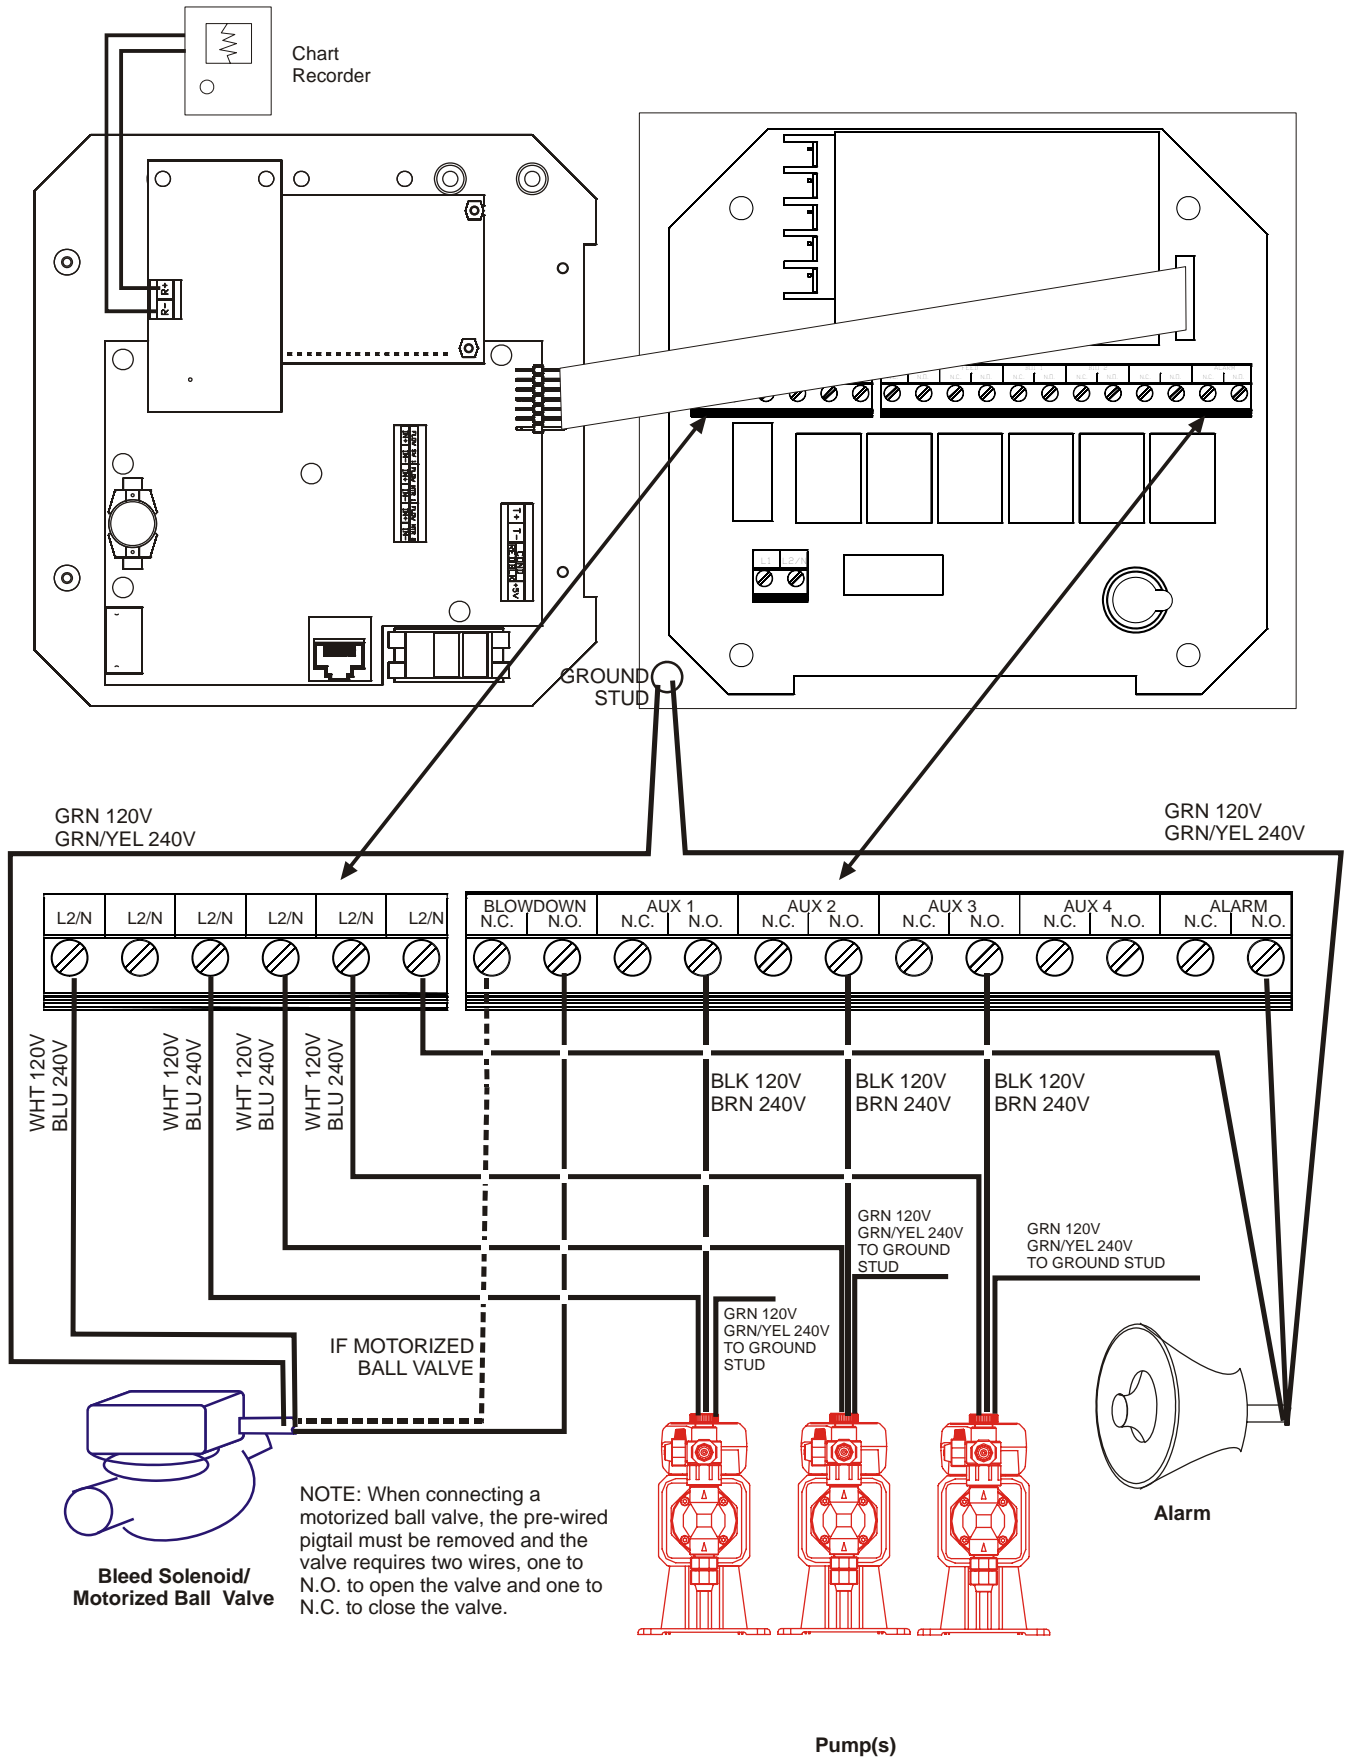 Chart
Recorder
R+
R-
T+
T-
+5V
L1
L2/N
ALARM
N.C.
N.O.
GROUND
STUD
GRN 120V
GRN/YEL 240V
GRN 120V
GRN/YEL 240V
L2/N
L2/N
L2/N
L2/N
L2/N
L2/N
BLOWDOWN
N.C.
N.O.
AUX 1
N.C.
N.O.
AUX 2
N.C.
N.O.
AUX 3
N.C.
N.O.
AUX 4
N.C.
N.O.
ALARM
N.C.
N.O.
WHT 120V
BLU 240V
WHT 120V
BLU 240V
WHT 120V
BLU 240V
WHT 120V
BLU 240V
BLK 120V
BRN 240V
BLK 120V
BRN 240V
BLK 120V
BRN 240V
GRN 120V
GRN/YEL 240V
TO GROUND
STUD
GRN 120V
GRN/YEL 240V
TO GROUND STUD
GRN 120V
GRN/YEL 240V
TO GROUND
STUD
IF MOTORIZED
BALL VALVE
NOTE: When connecting a
motorized ball valve, the pre-wired
pigtail must be removed and the
valve requires two wires, one to
N.O. to open the valve and one to
N.C. to close the valve.
Bleed Solenoid/
Motorized Ball Valve
Alarm
Pump(s)